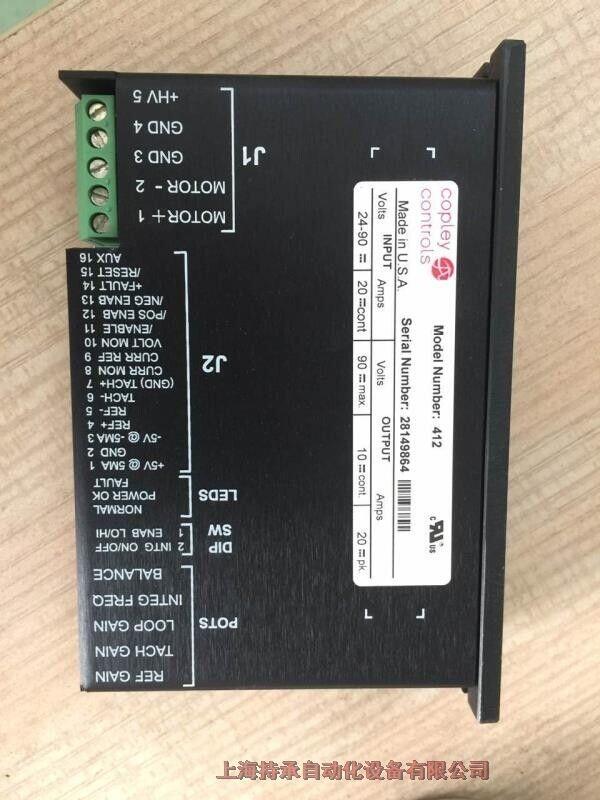 REF GAIN
TACH GAIN
LOOP GAIN
INTEG FREQ
BALANCE
POTS
2 INTG ON/OFF
1 ENAB LO/HI
DIP
SW
NORMAL
POWER OK
FAULT
LEDS
+5V @ 5MA 1
GND 2
-5V @ -5MA 3
REF+ 4
REF- 5
TACH- 6
(GND) TACH+ 7
CURR MON 8
CURR REF 9
VOLT MON 10
/ENABLE 11
/POS ENAB 12
/NEG ENAB 13
+FAULT 14
/RESET 15
AUX 16
J2
MOTOR+ 1
MOTOR - 2
GND 3
GND 4
+HV 5
J1
copley
controls
Model Number: 412
Made in U.S.A.
Serial Number: 28149864
c UR US
INPUT
OUTPUT
Volts Amps Volts Amps
24-90 20 cont 90 max. 10 cont. 20 pk
上海持承自动化设备有限公司